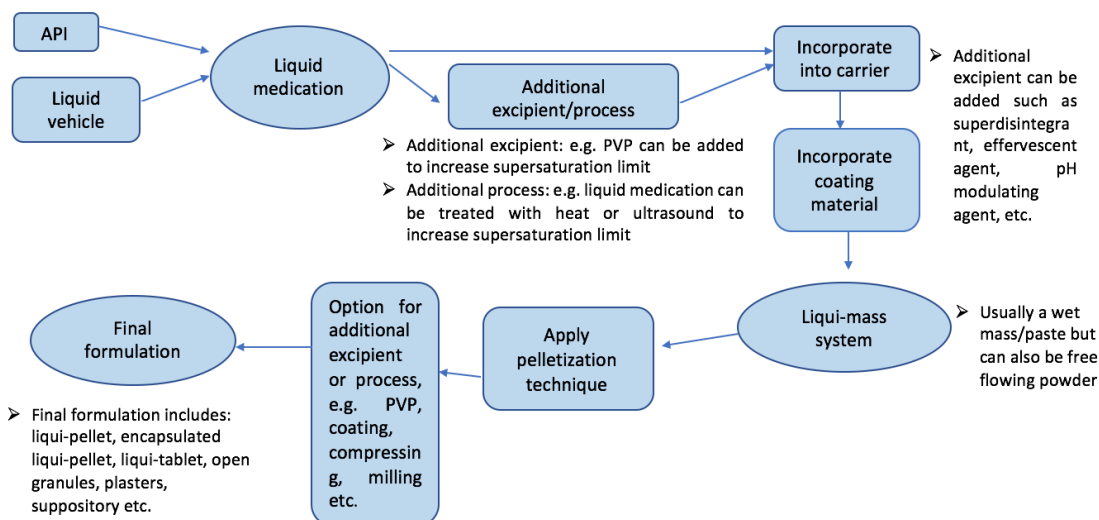 API
Liquid
vehicle
Liquid
medication
Additional
excipient/process
➤ Additional excipient: e.g. PVP can be added
to increase supersaturation limit
➤ Additional process: e.g. liquid medication can
be treated with heat or ultrasound to
increase supersaturation limit
Incorporate
into carrier
➤ Additional
excipient can be
added such as
superdisintegra
nt, effervescent
agent, pH
modulating
agent, etc.
Incorporate
coating
material
Liqui-mass
system
➤ Usually a wet
mass/paste but
can also be free
flowing powder
Apply
pelletization
technique
Option for
additional
excipient
or process,
e.g. PVP,
coating,
compressin
g, milling
etc.
Final
formulation
➤ Final formulation includes:
liqui-pellet, encapsulated
liqui-pellet, liqui-tablet, open
granules, plasters,
suppository etc.